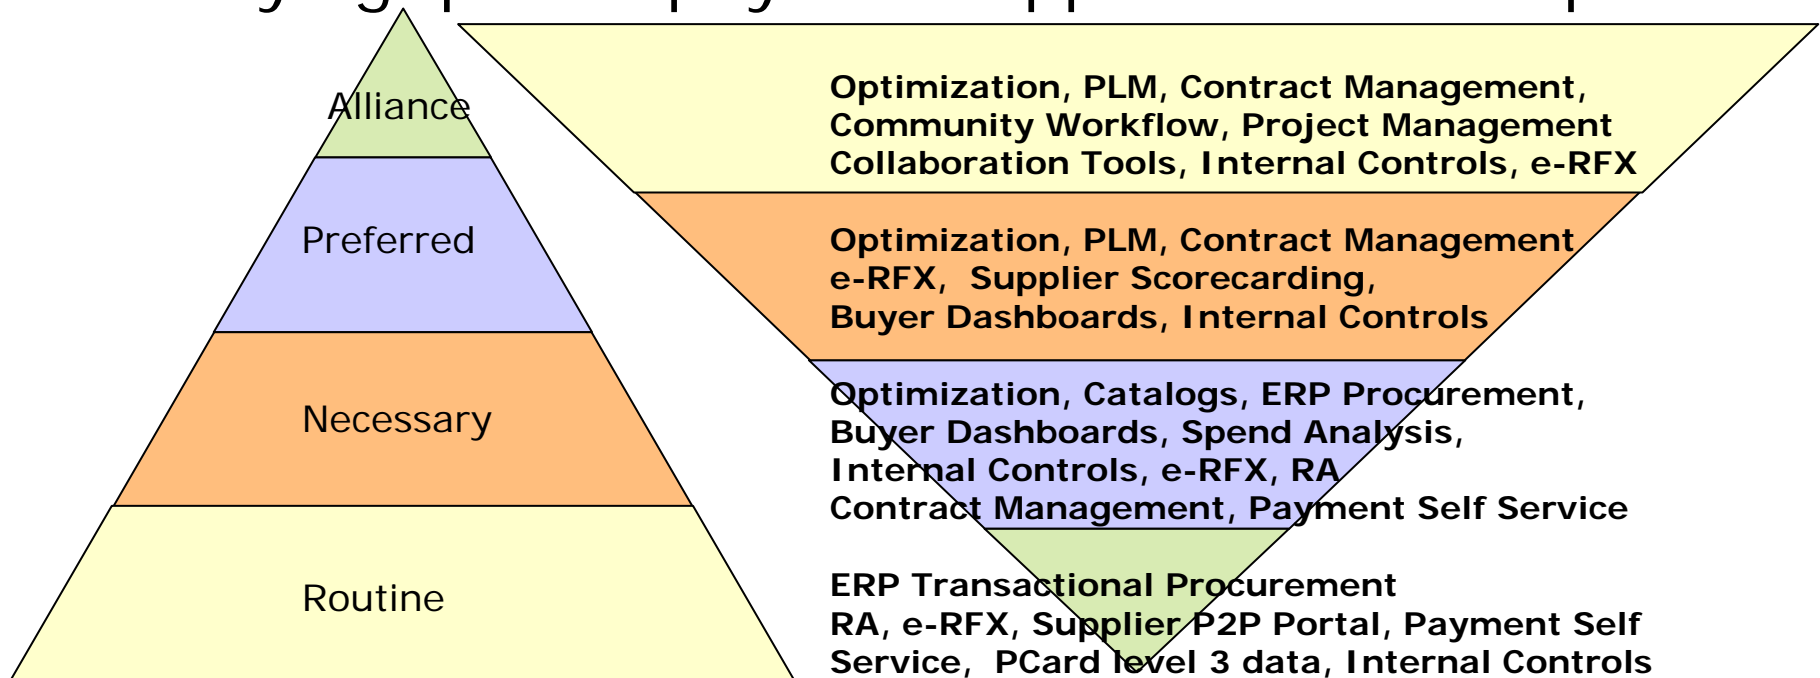 Alliance
Optimization, PLM, Contract Management,
Community Workflow, Project Management
Collaboration Tools, Internal Controls, e-RFX
Preferred
Optimization, PLM, Contract Management
e-RFX, Supplier Scorecarding,
Buyer Dashboards, Internal Controls
Necessary
Optimization, Catalogs, ERP Procurement,
Buyer Dashboards, Spend Analysis,
Internal Controls, e-RFX, RA
Contract Management, Payment Self Service
Routine
ERP Transactional Procurement
RA, e-RFX, Supplier P2P Portal, Payment Self
Service, PCard level 3 data, Internal Controls